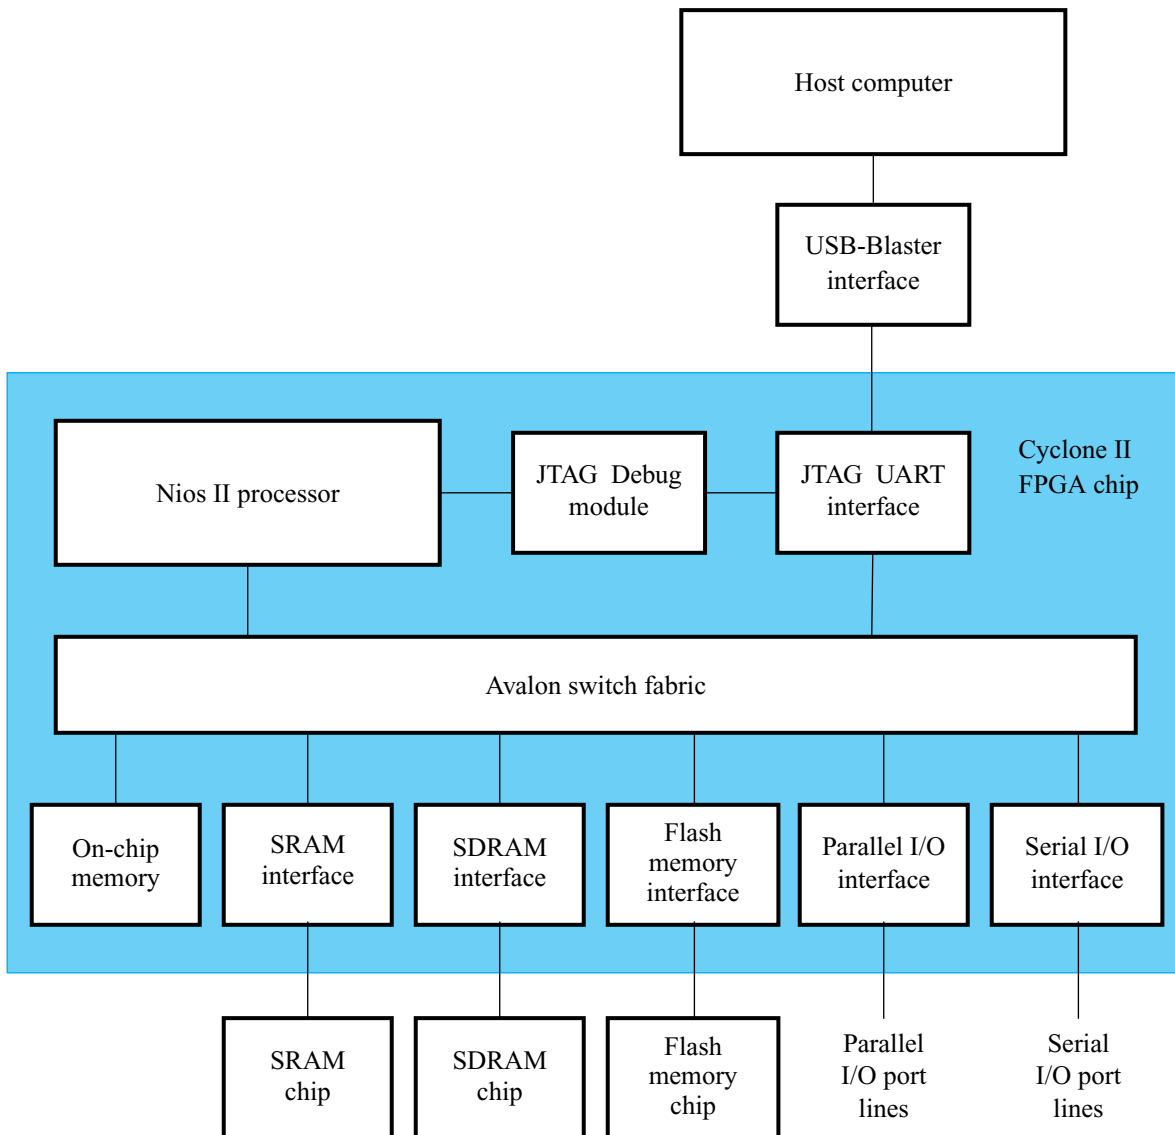 Host computer
USB-Blaster
interface
Cyclone II
FPGA chip
Nios II processor
JTAG Debug
module
JTAG UART
interface
Avalon switch fabric
On-chip
memory
SRAM
interface
SDRAM
interface
Flash
memory
interface
Parallel I/O
interface
Serial I/O
interface
SRAM
chip
SDRAM
chip
Flash
memory
chip
Parallel
I/O port
lines
Serial
I/O port
lines